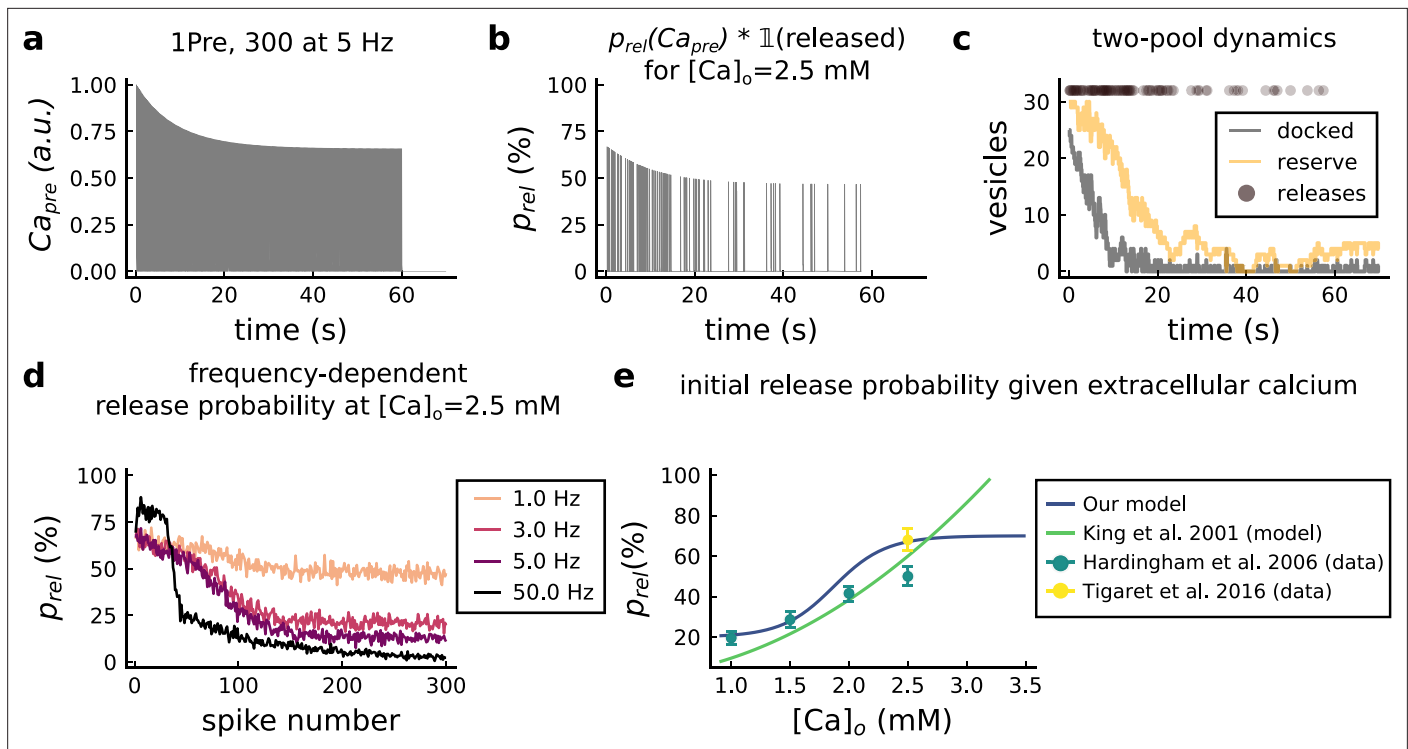 a
1Pre, 300 at 5 Hz
Ca_pre (a.u.)
1.00
0.75
0.50
0.25
0.00
0 20 40 60
time (s)
b
p_rel(Ca_pre) * 𝟙(released)
for [Ca]ₒ=2.5 mM
p_rel (%)
100
75
50
25
0
0 20 40 60
time (s)
c
two-pool dynamics
vesicles
30
20
10
0
docked
reserve
releases
0 20 40 60
time (s)
d
frequency-dependent
release probability at [Ca]ₒ=2.5 mM
p_rel (%)
100
75
50
25
0
1.0 Hz
3.0 Hz
5.0 Hz
50.0 Hz
0 100 200 300
spike number
e
initial release probability given extracellular calcium
p_rel(%)
100
80
60
40
20
Our model
King et al. 2001 (model)
Hardingham et al. 2006 (data)
Tigaret et al. 2016 (data)
1.0 1.5 2.0 2.5 3.0 3.5
[Ca]ₒ (mM)